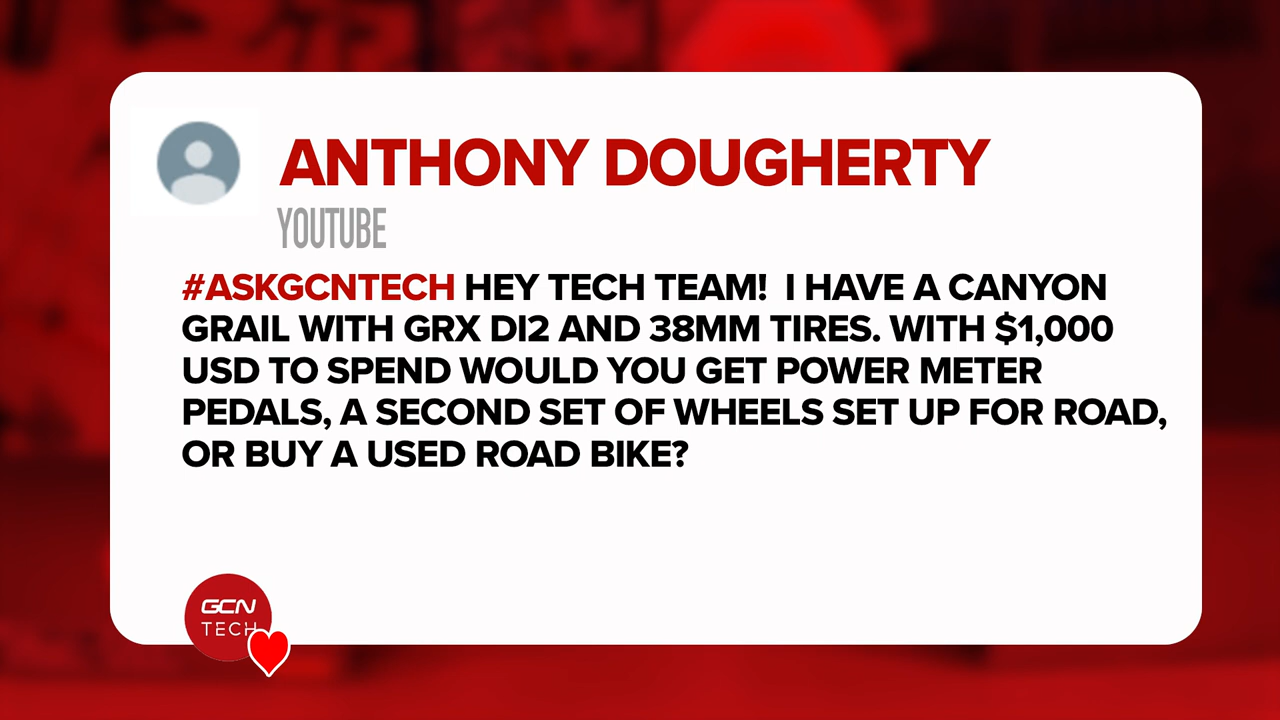 ANTHONY DOUGHERTY
YOUTUBE
#ASKGCNTECH HEY TECH TEAM!  I HAVE A CANYON
GRAIL WITH GRX DI2 AND 38MM TIRES. WITH $1,000
USD TO SPEND WOULD YOU GET POWER METER
PEDALS, A SECOND SET OF WHEELS SET UP FOR ROAD,
OR BUY A USED ROAD BIKE?
GCN
TECH